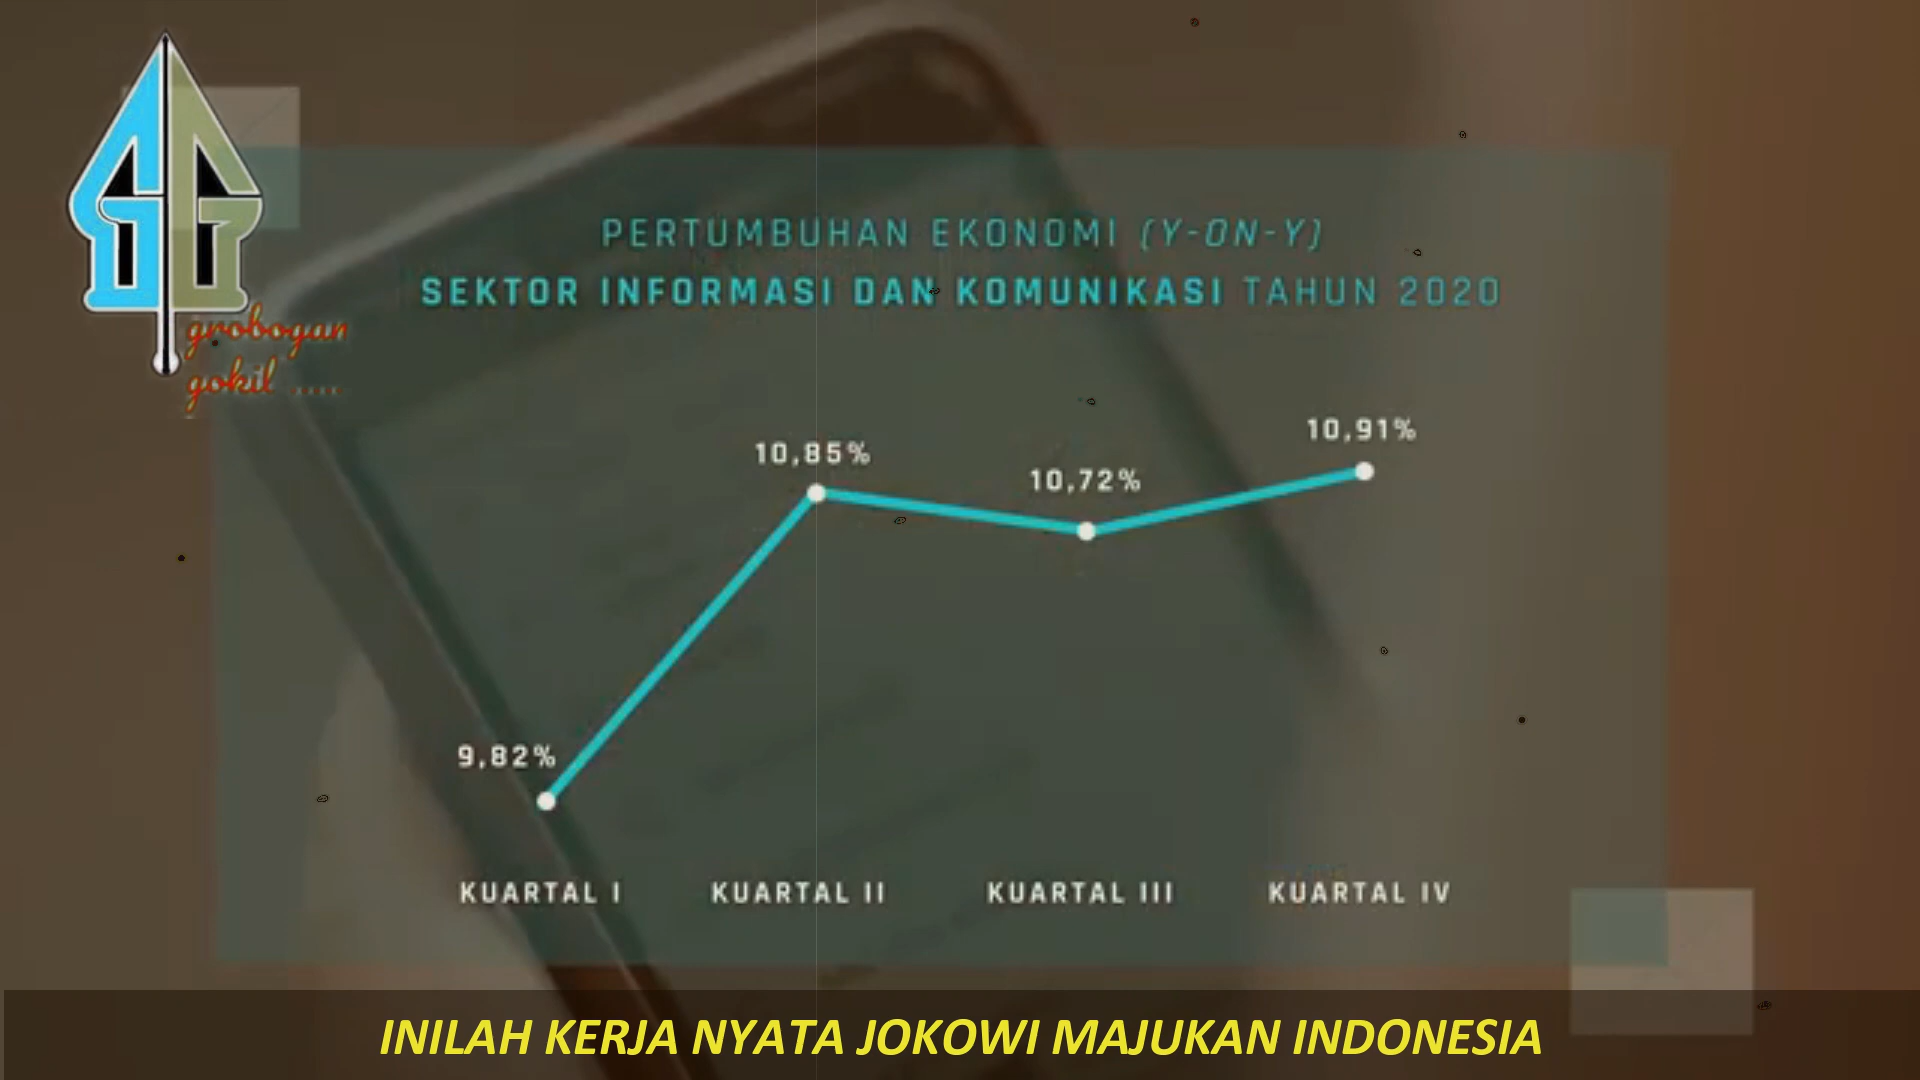 grobogan
gokil ....
PERTUMBUHAN EKONOMI (Y-ON-Y)
SEKTOR INFORMASI DAN KOMUNIKASI TAHUN 2020
10,91%
10,85%
10,72%
9,82%
KUARTAL I KUARTAL II KUARTAL III KUARTAL IV
INILAH KERJA NYATA JOKOWI MAJUKAN INDONESIA